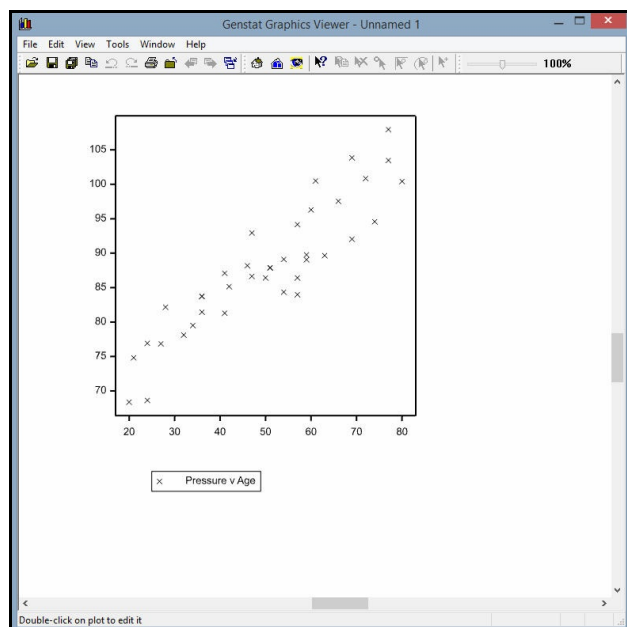 Genstat Graphics Viewer - Unnamed 1
File Edit View Tools Window Help
100%
105
100
95
90
85
80
75
70
20 30 40 50 60 70 80
× Pressure v Age
Double-click on plot to edit it